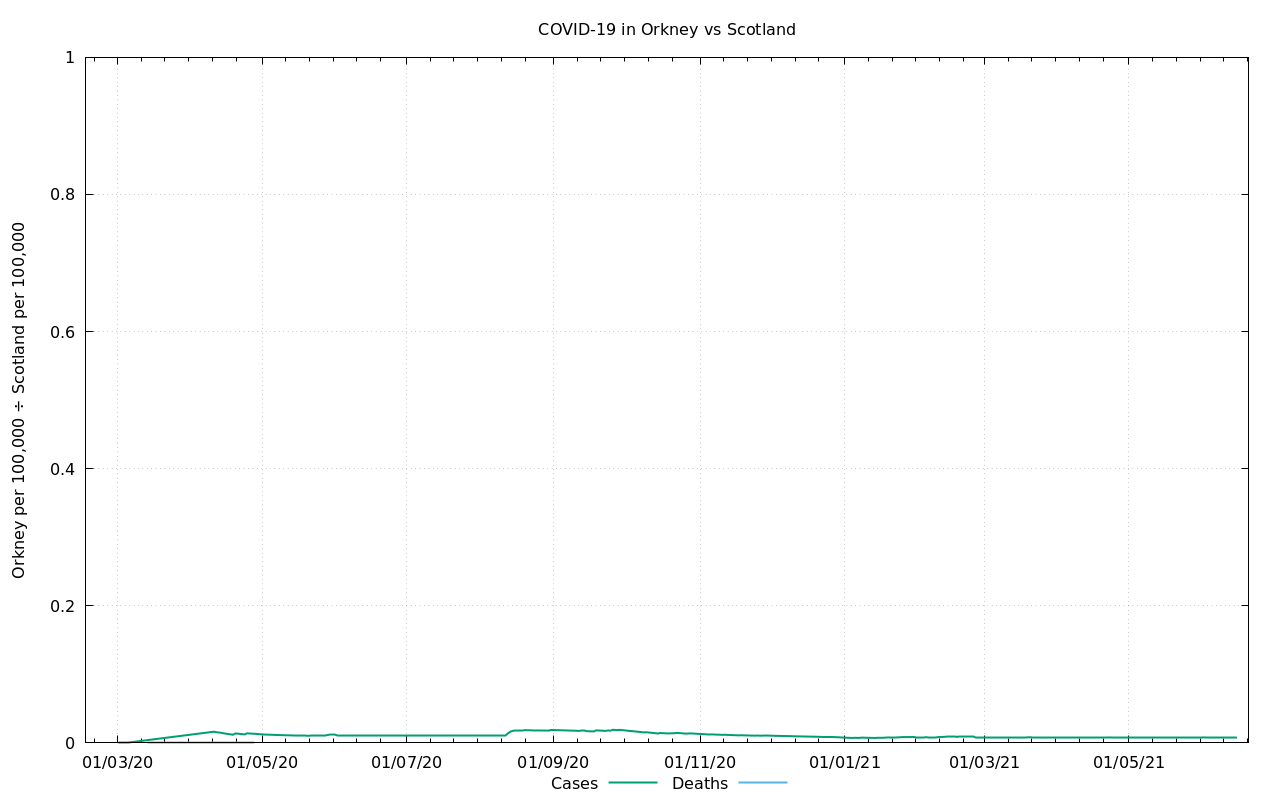 COVID-19 in Orkney vs Scotland
Orkney per 100,000 ÷ Scotland per 100,000
1
0.8
0.6
0.4
0.2
0
01/03/20 01/05/20 01/07/20 01/09/20 01/11/20 01/01/21 01/03/21 01/05/21
Cases Deaths